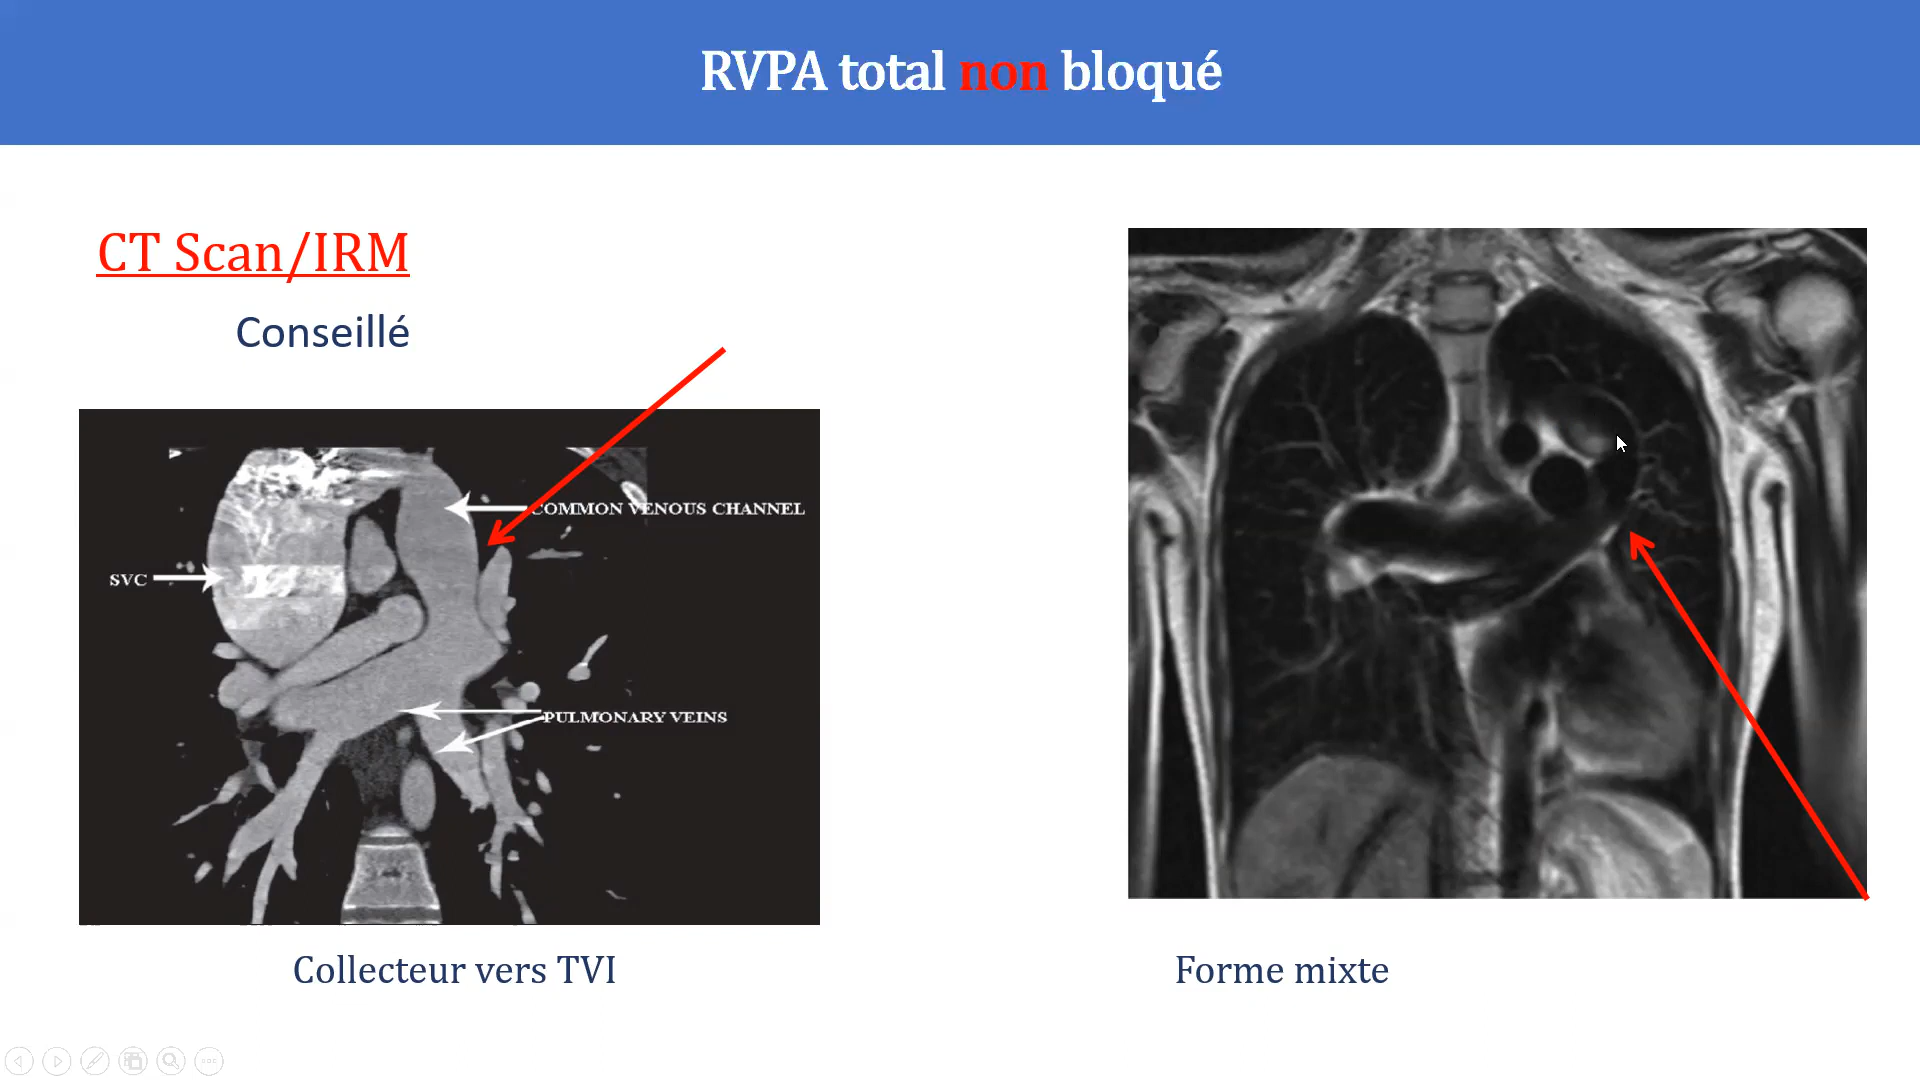 RVPA total non bloqué
CT Scan/IRM
Conseillé
COMMON VENOUS CHANNEL
SVC
PULMONARY VEINS
Collecteur vers TVI
Forme mixte